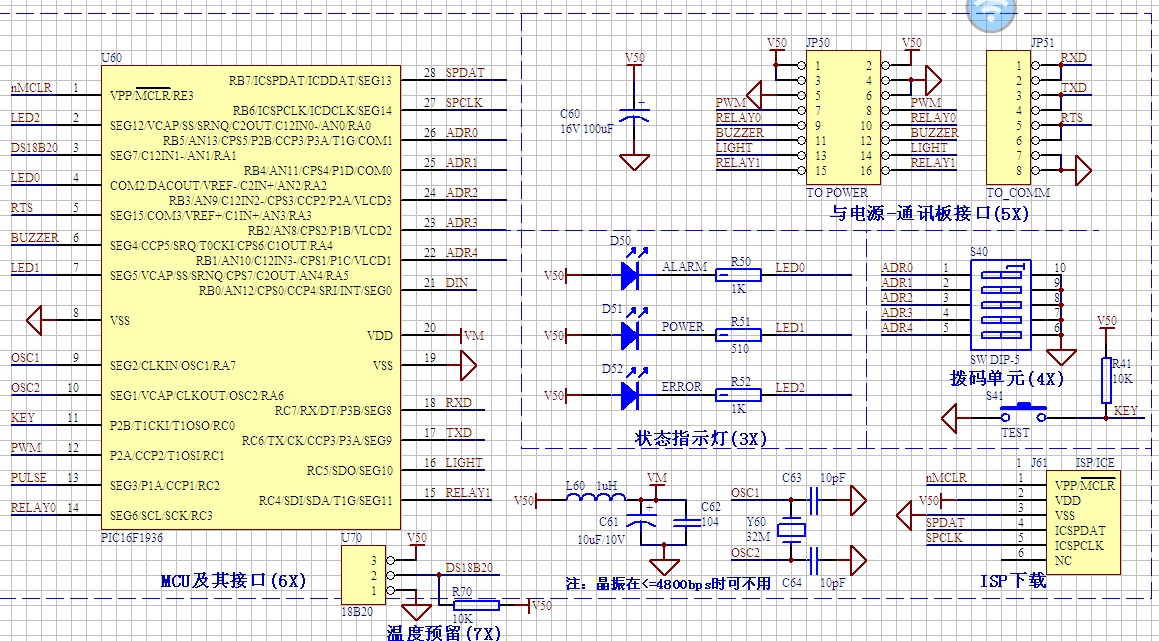 U60
nMCLR 1 VPP/MCLR/RE3
LED2 2 SEG12/VCAP/SS/SRNQ/C2OUT/C12IN0-/AN0/RA0
DS18B20 3 SEG7/C12IN1-/AN1/RA1
LED0 4 COM2/DACOUT/VREF-/C2IN+/AN2/RA2
RTS 5 SEG15/COM3/VREF+/C1IN+/AN3/RA3
BUZZER 6 SEG4/CCP5/SRQ/T0CKI/CPS6/C1OUT/RA4
LED1 7 SEG5/VCAP/SS/SRNQ/CPS7/C2OUT/AN4/RA5
8 VSS
OSC1 9 SEG2/CLKIN/OSC1/RA7
OSC2 10 SEG1/VCAP/CLKOUT/OSC2/RA6
KEY 11 P2B/T1CKI/T1OSO/RC0
PWM 12 P2A/CCP2/T1OSI/RC1
PULSE 13 SEG3/P1A/CCP1/RC2
RELAY0 14 SEG6/SCL/SCK/RC3
RB7/ICSPDAT/ICDDAT/SEG13 28 SPDAT
RB6/ICSPCLK/ICDCLK/SEG14 27 SPCLK
RB5/AN13/CPS5/P2B/CCP3/P3A/T1G/COM1 26 ADR0
RB4/AN11/CPS4/P1D/COM0 25 ADR1
RB3/AN9/C12IN2-/CPS3/CCP2/P2A/VLCD3 24 ADR2
RB2/AN8/CPS2/P1B/VLCD2 23 ADR3
RB1/AN10/C12IN3-/CPS1/P1C/VLCD1 22 ADR4
RB0/AN12/CPS0/CCP4/SRI/INT/SEG0 21 DIN
VDD 20 VM
VSS 19
RC7/RX/DT/P3B/SEG8 18 RXD
RC6/TX/CK/CCP3/P3A/SEG9 17 TXD
RC5/SDO/SEG10 16 LIGHT
RC4/SDI/SDA/T1G/SEG11 15 RELAY1
PIC16F1936
MCU及其接口(6X)
V50
C60
16V 100uF
V50 JP50 V50
1 2
3 4
5 6
PWM 7 8 PWM
RELAY0 9 10 RELAY0
BUZZER 11 12 BUZZER
LIGHT 13 14 LIGHT
RELAY1 15 16 RELAY1
TO POWER
JP51
1 RXD
2
3 TXD
4
5 RTS
6
7
8
TO_COMM
与电源-通讯板接口(5X)
D50
V50 ALARM R50 LED0
1K
D51
V50 POWER R51 LED1
510
D52
V50 ERROR R52 LED2
1K
状态指示灯(3X)
S40
ADR0 1 10
ADR1 2 9
ADR2 3 8
ADR3 4 7
ADR4 5 6
SW DIP-5
拨码单元(4X)
V50
R41
10K
S41
KEY
TEST
V50 L60 1uH VM
C61
10uF/10V
C62
104
OSC1 C63 10pF
Y60
32M
OSC2 C64 10pF
注：晶振在<=4800bps时可不用
1 J61 ISP/ICE
nMCLR 1 VPP/MCLR
V50 2 VDD
3 VSS
SPDAT 4 ICSPDAT
SPCLK 5 ICSPCLK
6 NC
ISP下载
U70 V50
3
2 DS18B20
1
18B20
R70 V50
10K
温度预留(7X)